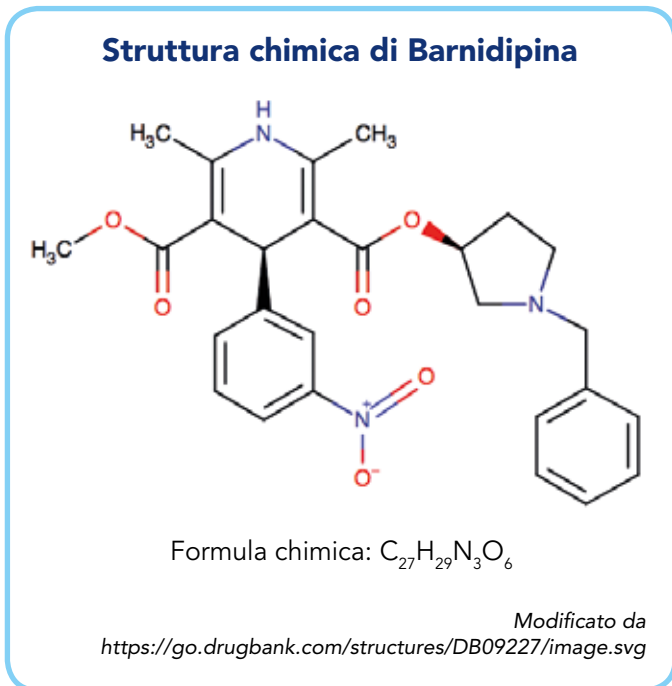 Struttura chimica di Barnidipina
H
N
H₃C
CH₃
O
O
H₃C
O
O
N
N⁺
O
O⁻
Formula chimica: C₂₇H₂₉N₃O₆
Modificato da
https://go.drugbank.com/structures/DB09227/image.svg